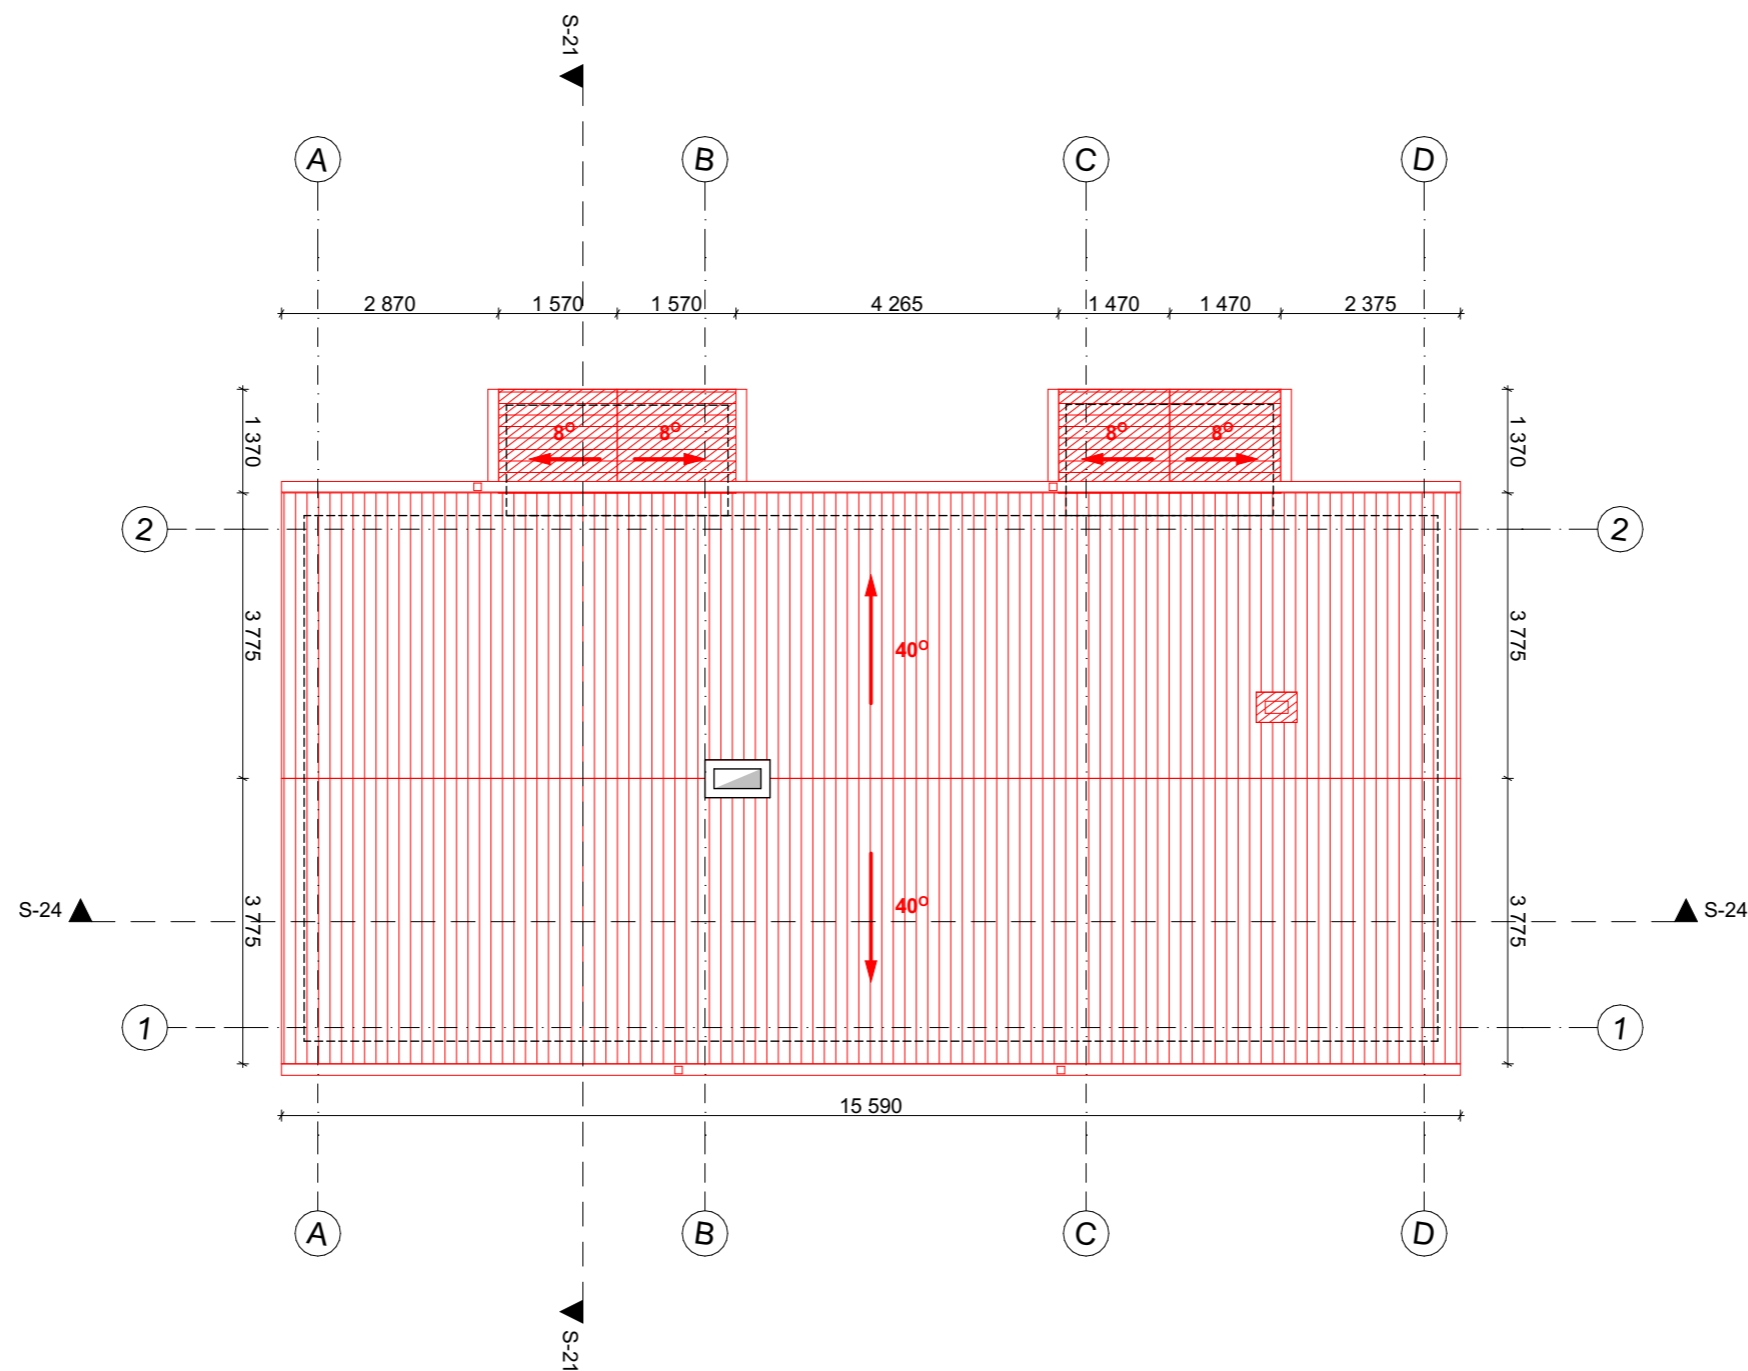 S-21
A B C D
2 870 1 570 1 570 4 265 1 470 1 470 2 375
1 370 8° 8° 8° 8° 1 370
2 2
3 775 40° 3 775
S-24 3 775 40° 3 775 S-24
1 1
15 590
A B C D
S-21